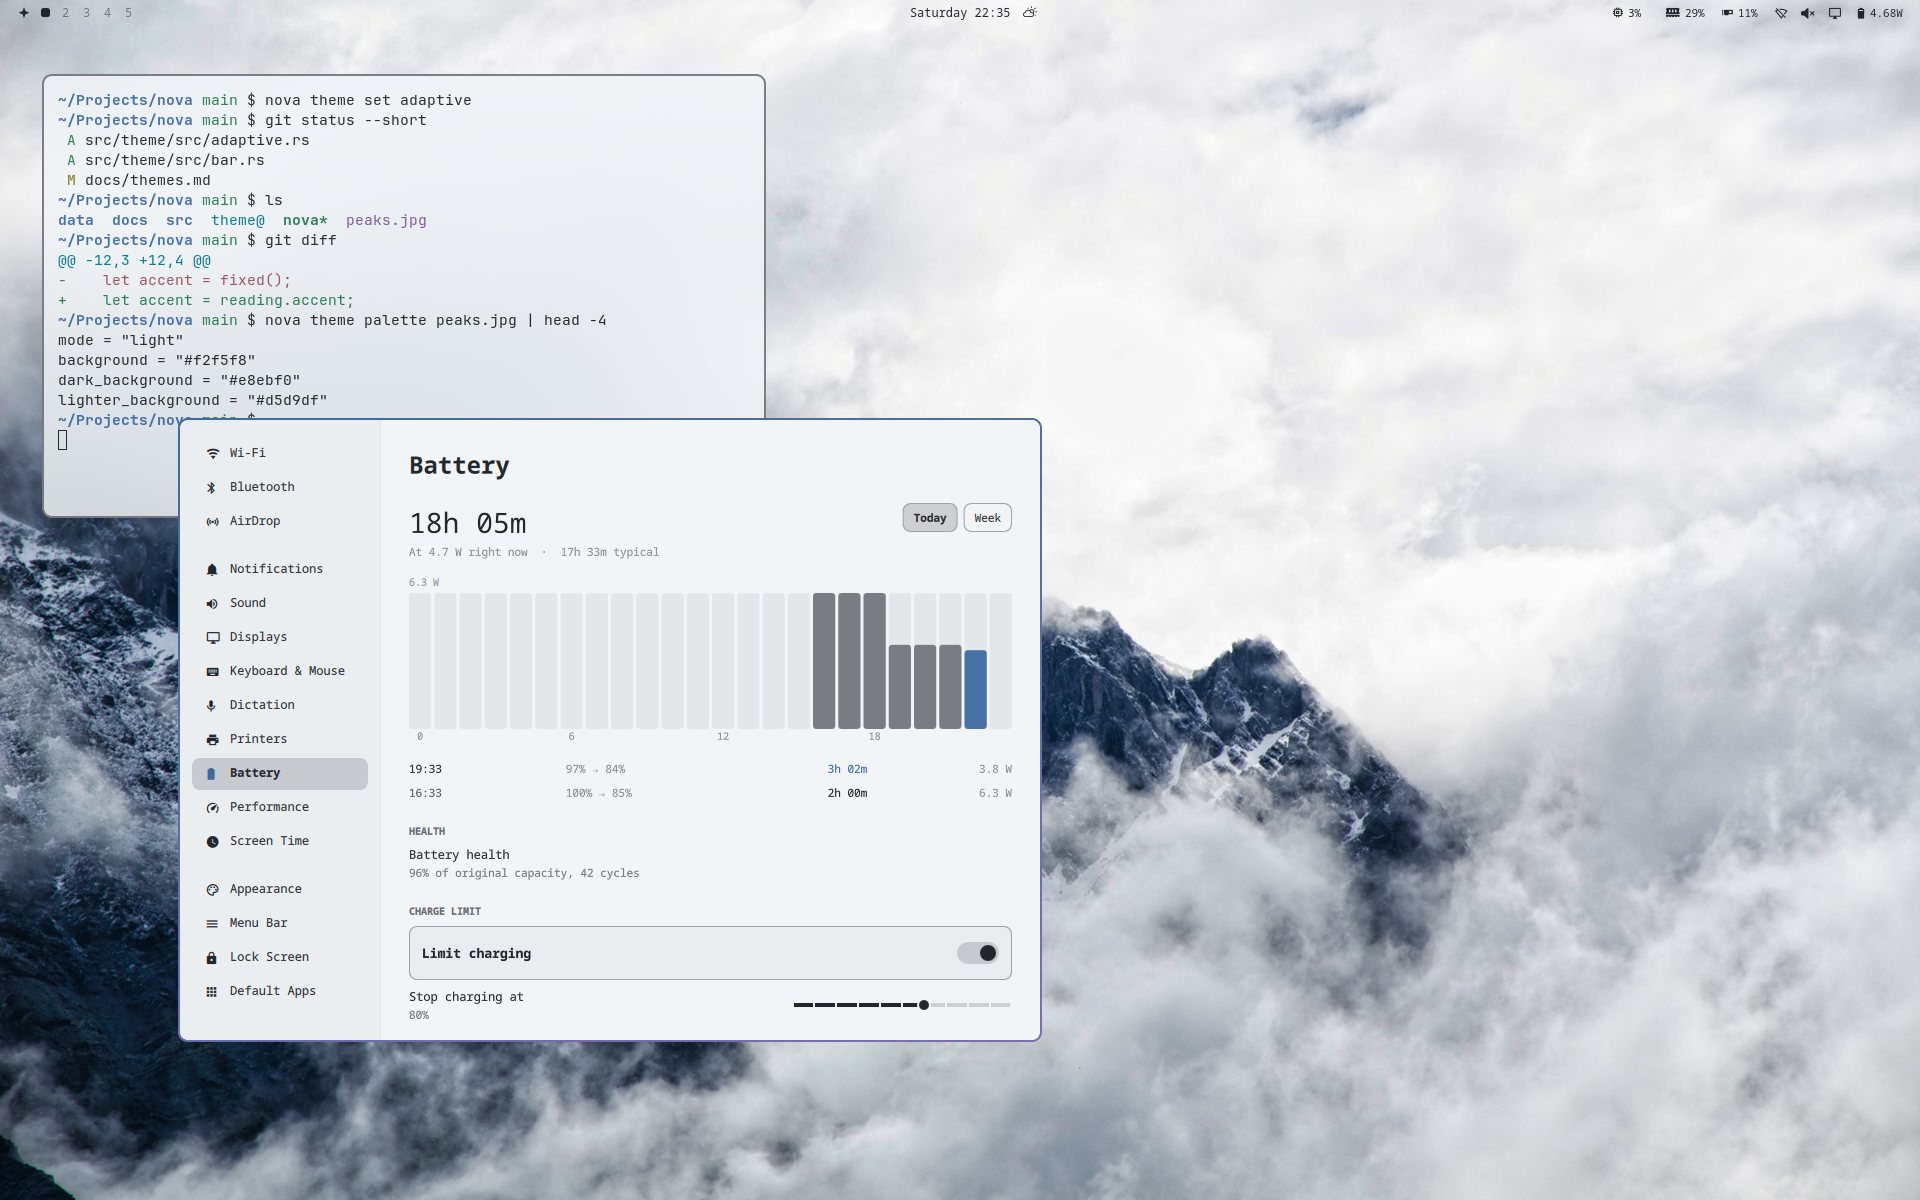 2 3 4 5
Saturday 22:35
3% 29% 11% 4.68W
~/Projects/nova main $ nova theme set adaptive
~/Projects/nova main $ git status --short
A src/theme/src/adaptive.rs
A src/theme/src/bar.rs
M docs/themes.md
~/Projects/nova main $ ls
data docs src theme@ nova* peaks.jpg
~/Projects/nova main $ git diff
@@ -12,3 +12,4 @@
-    let accent = fixed();
+    let accent = reading.accent;
~/Projects/nova main $ nova theme palette peaks.jpg | head -4
mode = "light"
background = "#f2f5f8"
dark_background = "#e8ebf0"
lighter_background = "#d5d9df"
~/Projects/nova main $
Wi-Fi
Bluetooth
AirDrop
Notifications
Sound
Displays
Keyboard & Mouse
Dictation
Printers
Battery
Performance
Screen Time
Appearance
Menu Bar
Lock Screen
Default Apps
Battery
18h 05m
Today Week
At 4.7 W right now · 17h 33m typical
6.3 W
0 6 12 18
19:33 97% → 84% 3h 02m 3.8 W
16:33 100% → 85% 2h 00m 6.3 W
HEALTH
Battery health
96% of original capacity, 42 cycles
CHARGE LIMIT
Limit charging
Stop charging at
80%